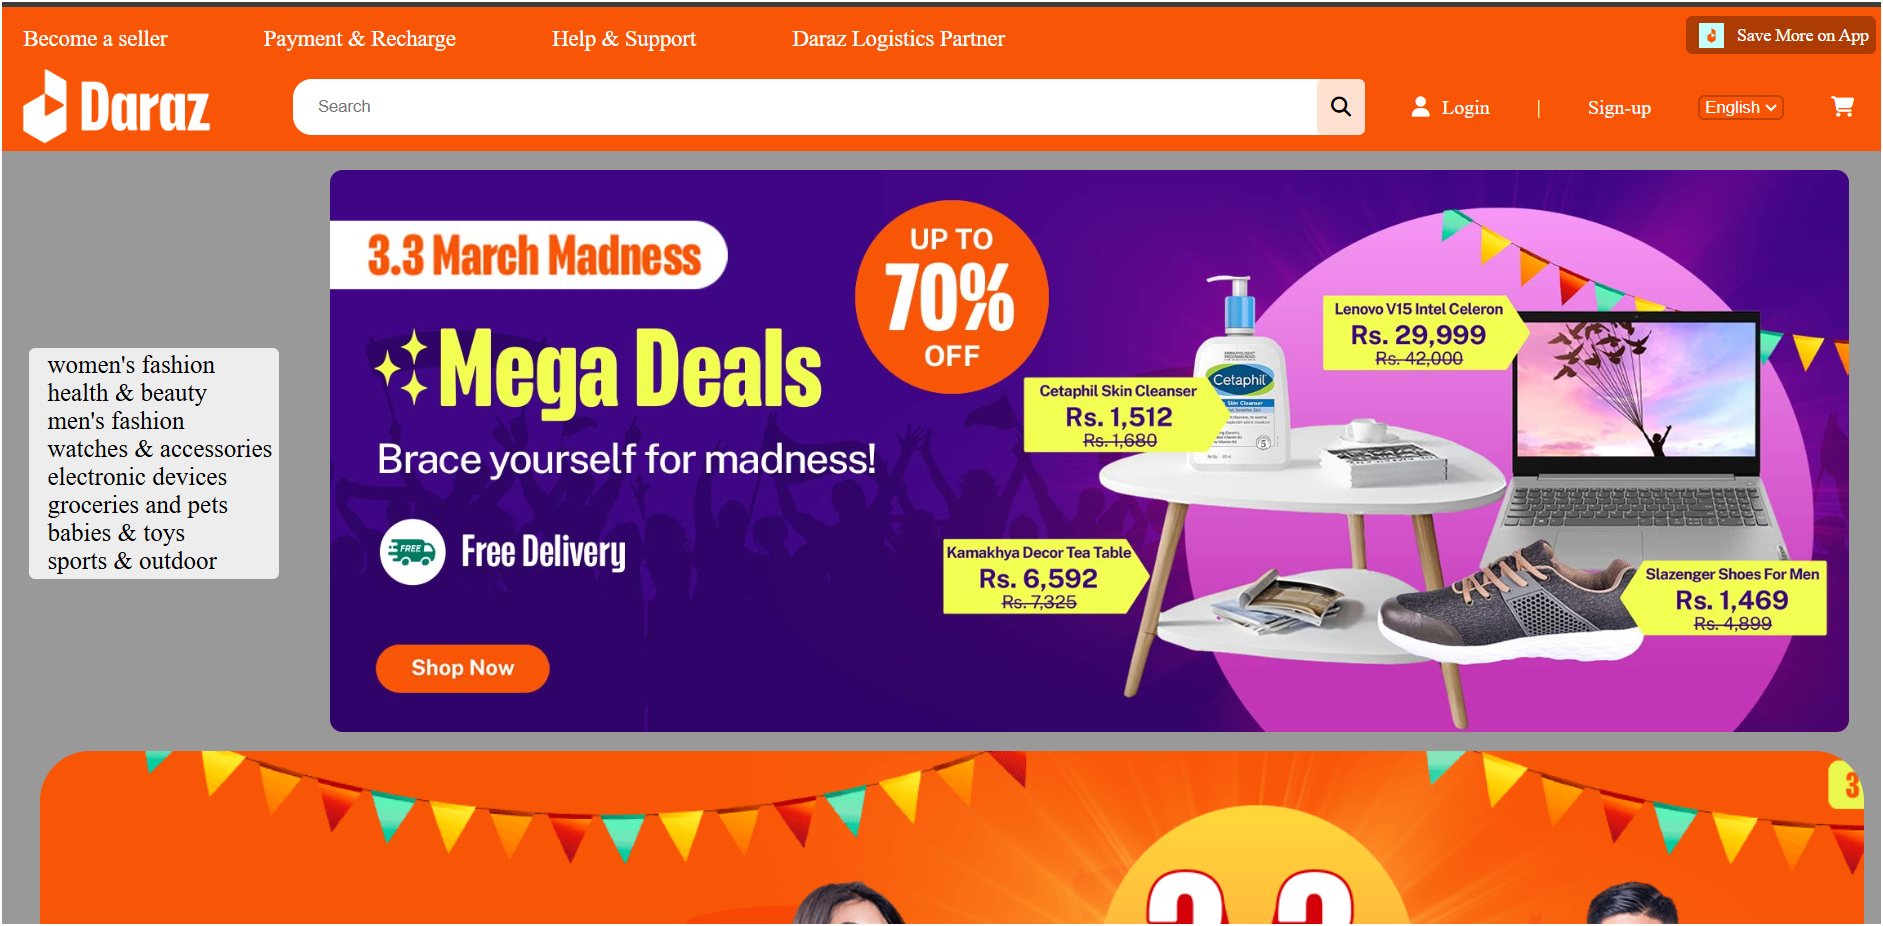 Become a seller
Payment & Recharge
Help & Support
Daraz Logistics Partner
Save More on App
Daraz
Search
Login
|
Sign-up
English
women's fashion
health & beauty
men's fashion
watches & accessories
electronic devices
groceries and pets
babies & toys
sports & outdoor
3.3 March Madness
Mega Deals
Brace yourself for madness!
FREE
Free Delivery
Shop Now
UP TO
70%
OFF
Cetaphil Skin Cleanser
Rs. 1,512
Rs. 1,680
Cetaphil
Skin Cleanser
Lenovo V15 Intel Celeron
Rs. 29,999
Rs. 42,000
Kamakhya Decor Tea Table
Rs. 6,592
Rs. 7,325
Slazenger Shoes For Men
Rs. 1,469
Rs. 4,899
3
3.3